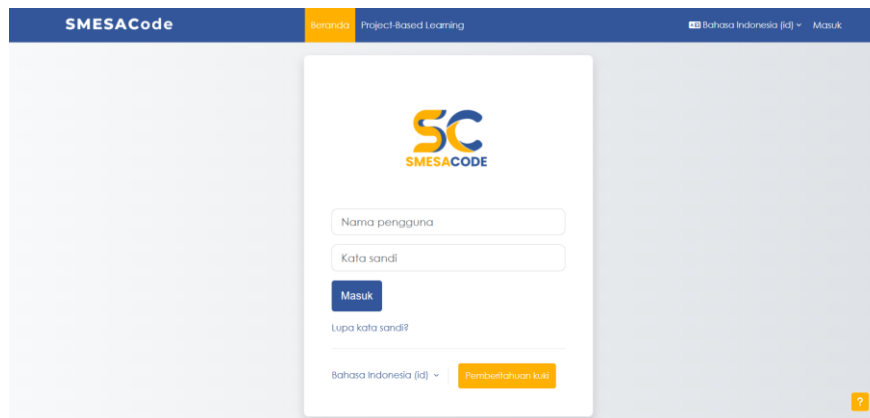 SMESACode
Beranda Project-Based Learning
Bahasa Indonesia (id) Masuk
SC
SMESACODE
Nama pengguna
Kata sandi
Masuk
Lupa kata sandi?
Bahasa Indonesia (id) Pemberitahuan kuki
?